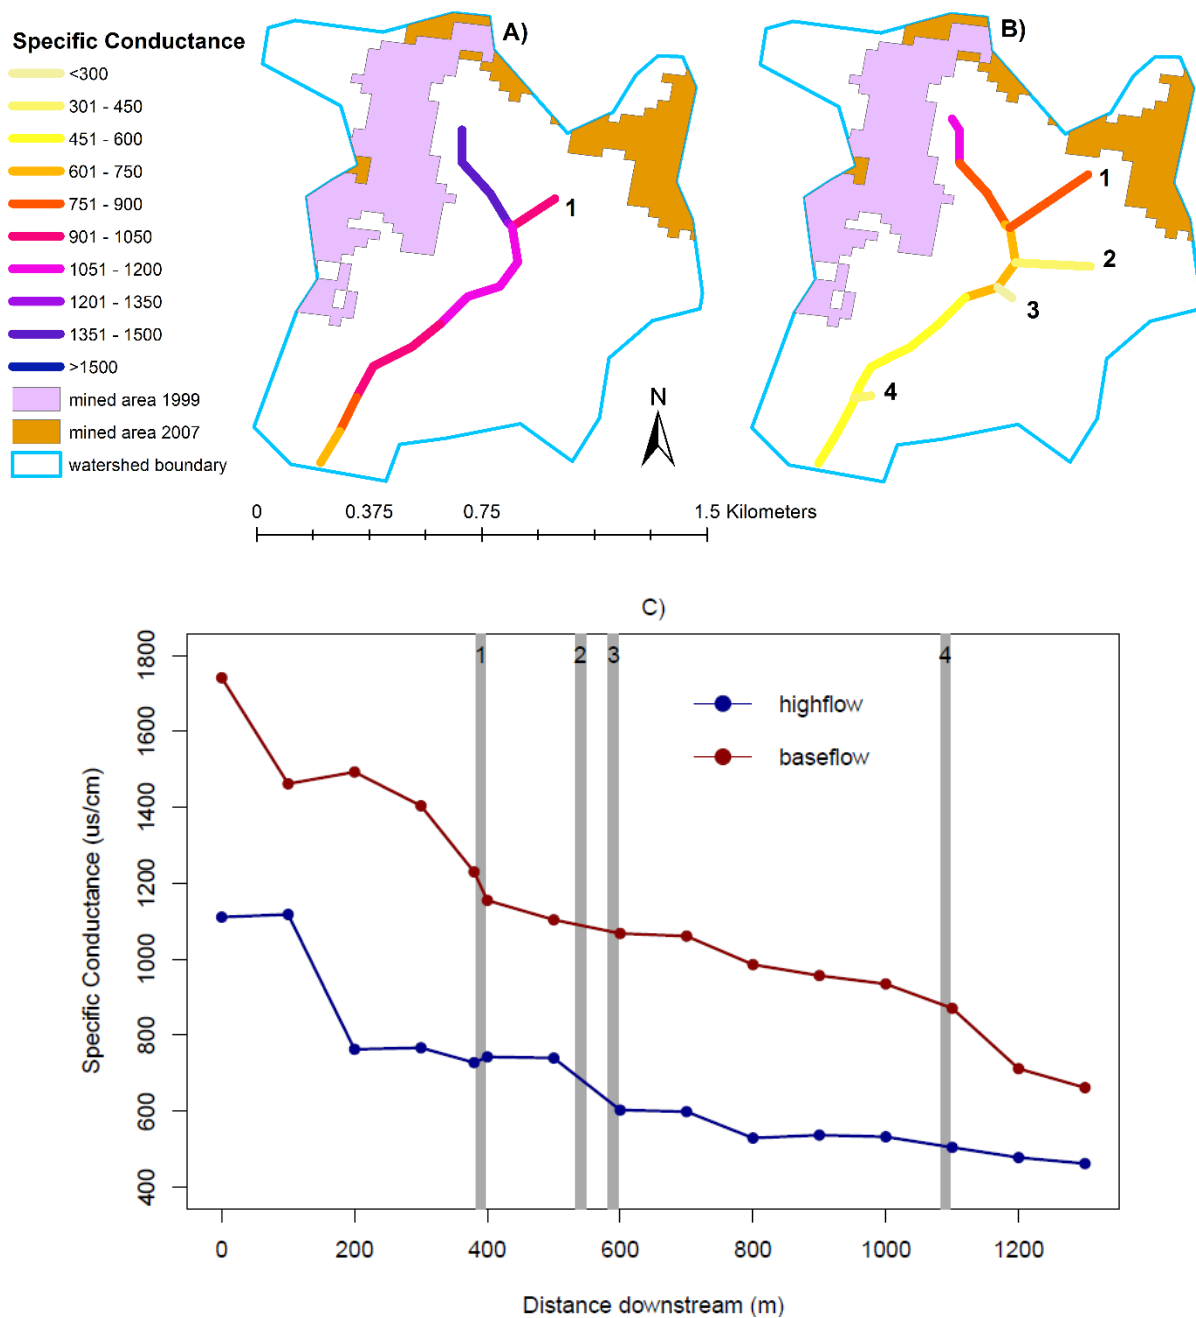 Specific Conductance
<300
301 - 450
451 - 600
601 - 750
751 - 900
901 - 1050
1051 - 1200
1201 - 1350
1351 - 1500
>1500
mined area 1999
mined area 2007
watershed boundary
A)
1
B)
1
2
3
4
N
0 0.375 0.75 1.5 Kilometers
C)
1 2 3 4
highflow
baseflow
Specific Conductance (us/cm)
1800
1600
1400
1200
1000
800
600
400
0 200 400 600 800 1000 1200
Distance downstream (m)